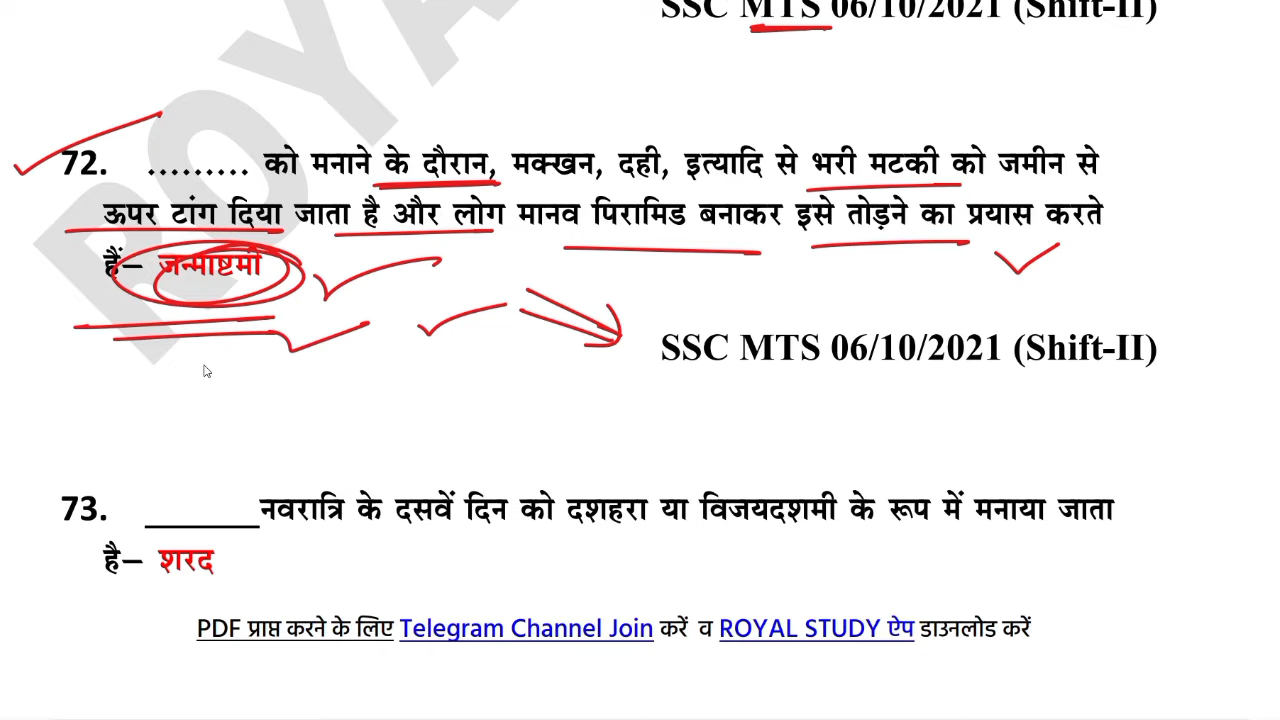 SSC MTS 06/10/2021 (Shift-II)
ROYA
72. ......... को मनाने के दौरान, मक्खन, दही, इत्यादि से भरी मटकी को जमीन से
ऊपर टांग दिया जाता है और लोग मानव पिरामिड बनाकर इसे तोड़ने का प्रयास करते
हैं– जन्माष्टमी
SSC MTS 06/10/2021 (Shift-II)
73. _______नवरात्रि के दसवें दिन को दशहरा या विजयदशमी के रूप में मनाया जाता
है– शरद
PDF प्राप्त करने के लिए Telegram Channel Join करें व ROYAL STUDY ऐप डाउनलोड करें